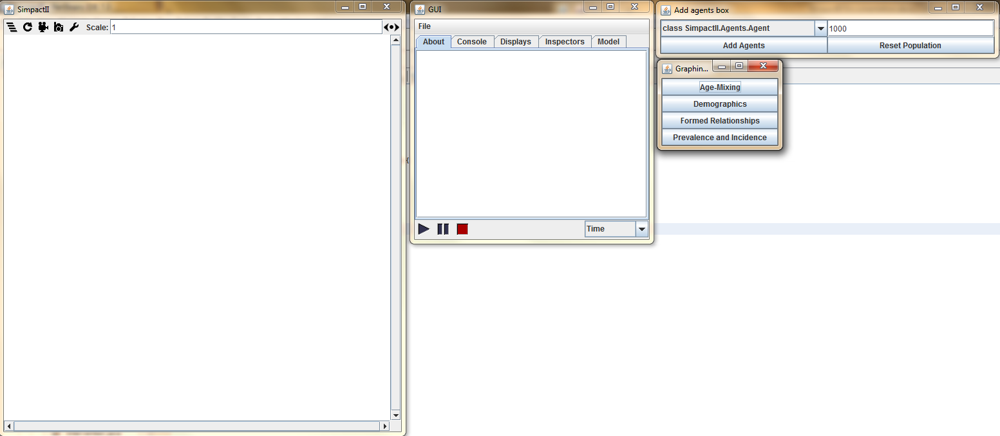 SimpactII
Scale: 1
GUI
File
About Console Displays Inspectors Model
Time
Add agents box
class SimpactII.Agents.Agent 1000
Add Agents Reset Population
Graphin...
Age-Mixing
Demographics
Formed Relationships
Prevalence and Incidence
{